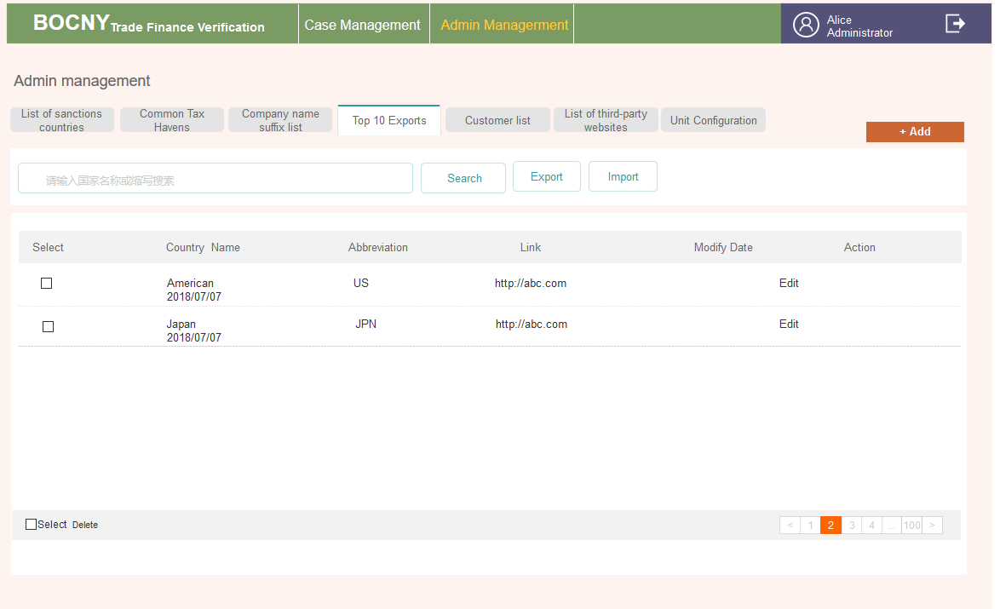 BOCNY Trade Finance Verification
Case Management
Admin Managerment
Alice
Administrator
Admin management
List of sanctions
countries
Common Tax
Havens
Company name
suffix list
Top 10 Exports
Customer list
List of third-party
websites
Unit Configuration
+ Add
请输入国家名称或缩写搜索
Search
Export
Import
Select Country Name Abbreviation Link Modify Date Action
American US http://abc.com Edit
2018/07/07
Japan JPN http://abc.com Edit
2018/07/07
Select Delete
< 1 2 3 4 ... 100 >